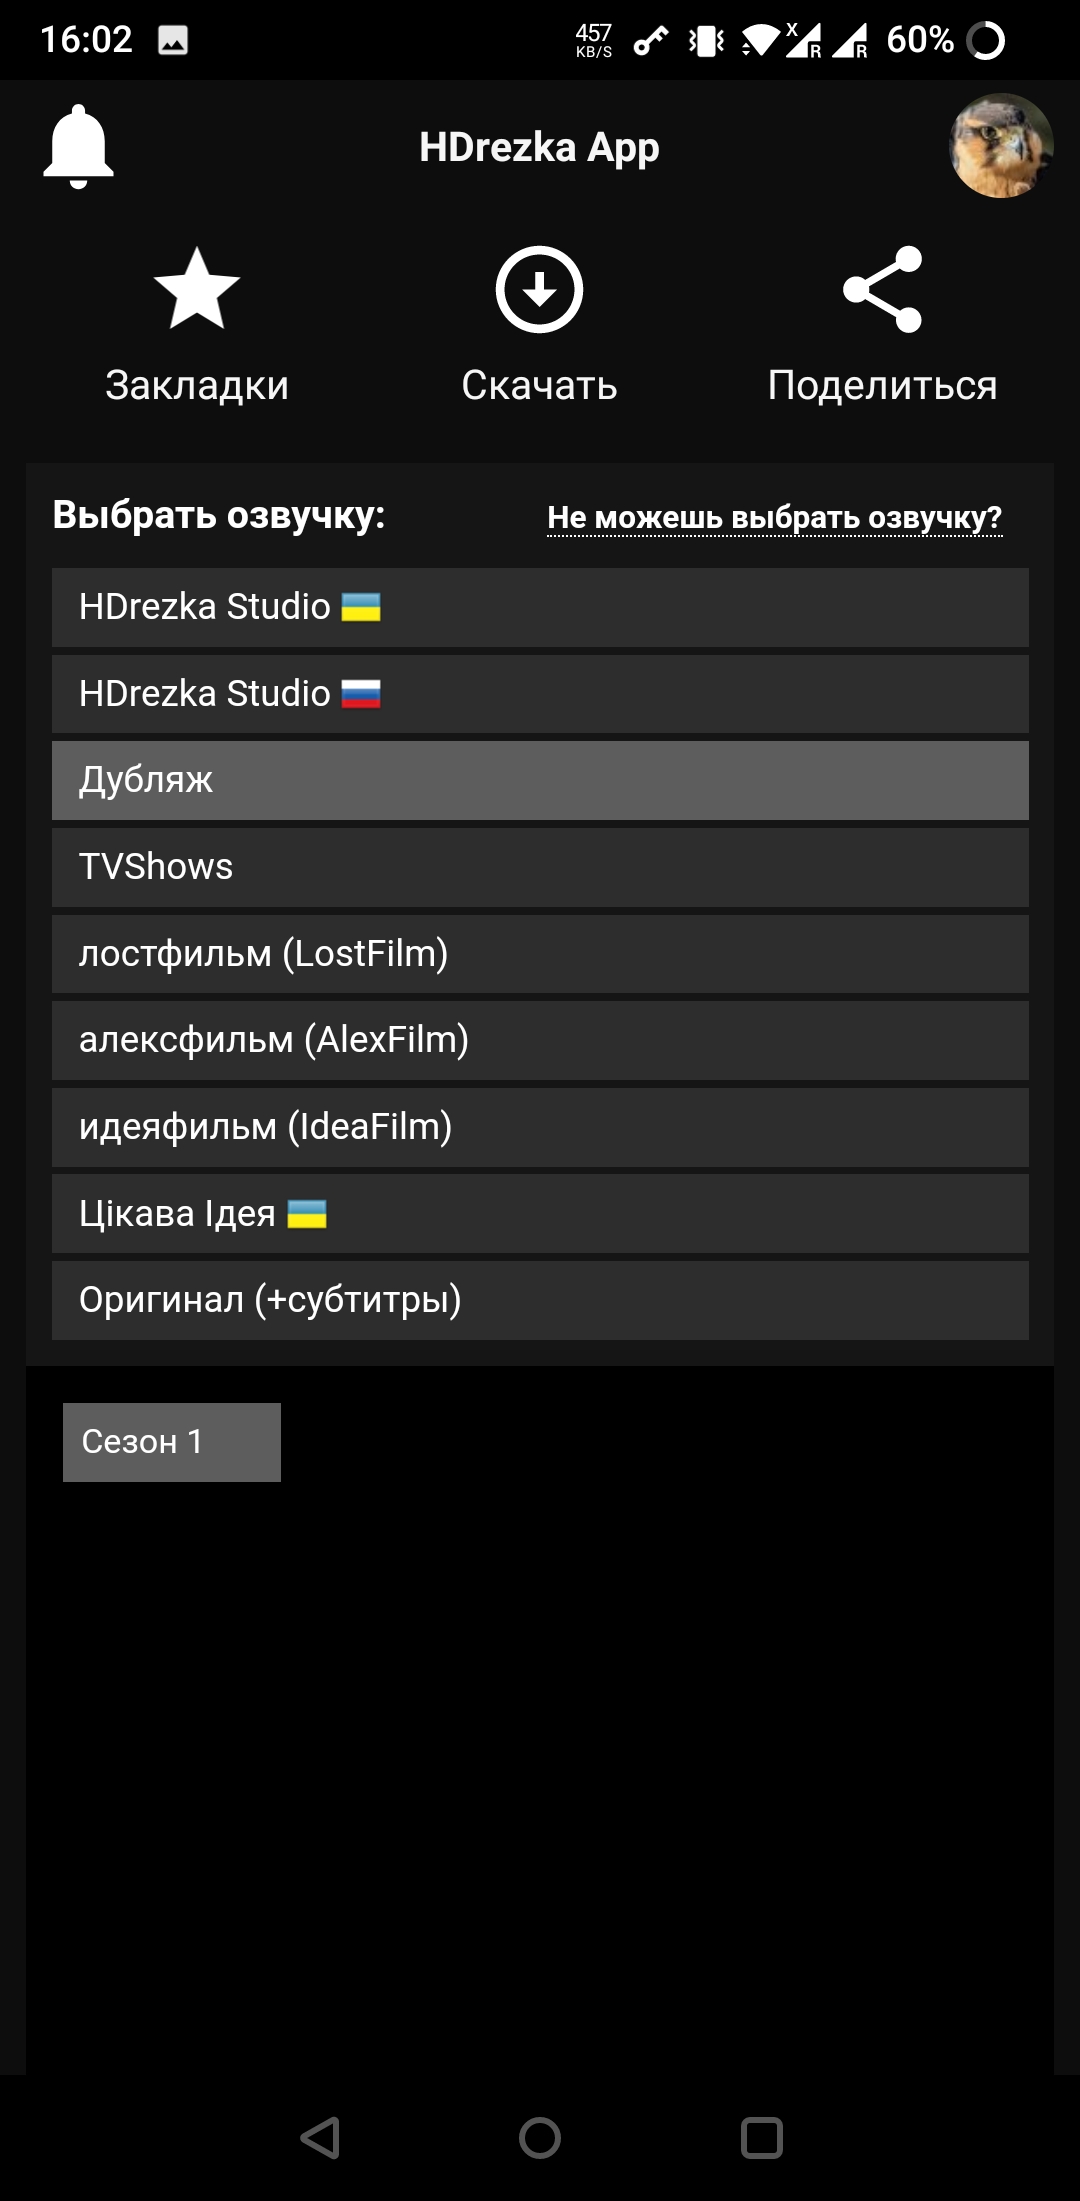 16:02 457 KB/S X R R 60%
HDrezka App
Закладки Скачать Поделиться
Выбрать озвучку: Не можешь выбрать озвучку?
HDrezka Studio
HDrezka Studio
Дубляж
TVShows
лостфильм (LostFilm)
алексфильм (AlexFilm)
идеяфильм (IdeaFilm)
Цікава Ідея
Оригинал (+субтитры)
Сезон 1